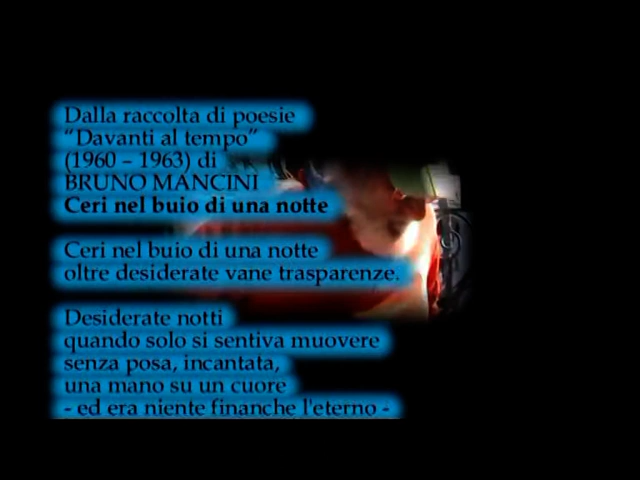 Dalla raccolta di poesie
“Davanti al tempo”
(1960 – 1963) di
BRUNO MANCINI
Ceri nel buio di una notte
Ceri nel buio di una notte
oltre desiderate vane trasparenze.
Desiderate notti
quando solo si sentiva muovere
senza posa, incantata,
una mano su un cuore
- ed era niente finanche l'eterno -